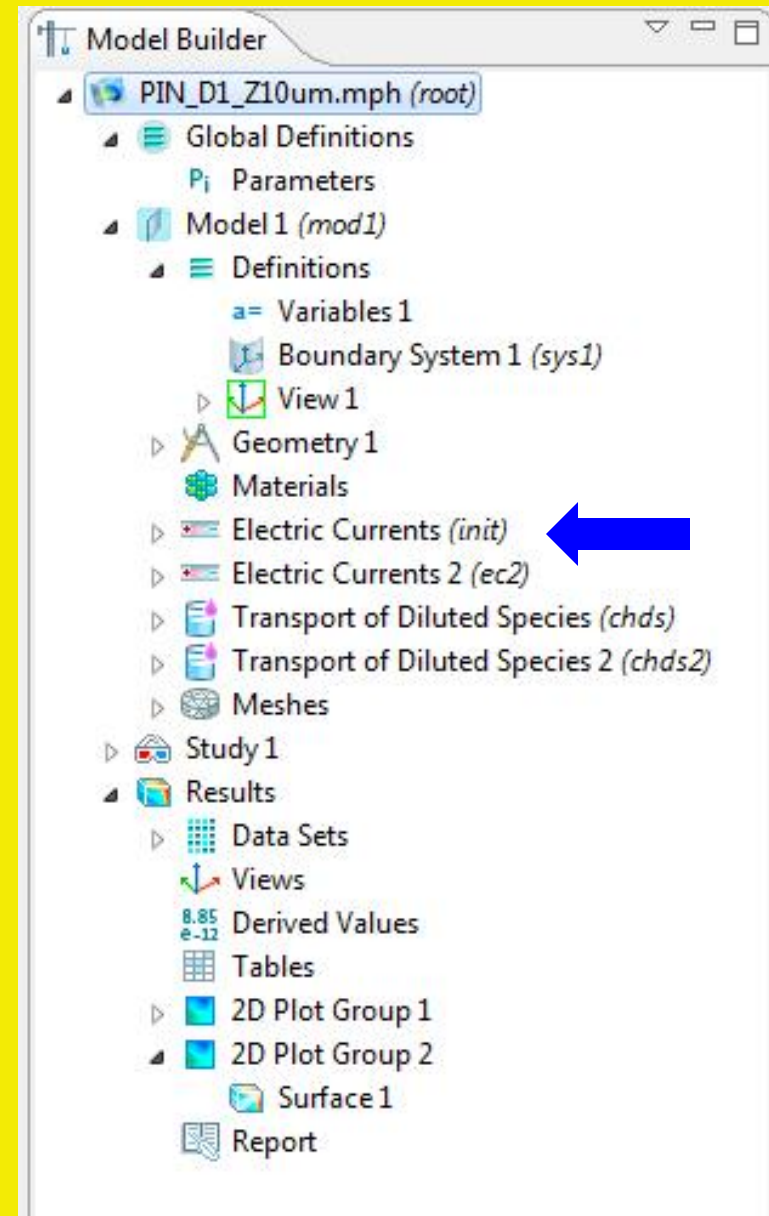 Model Builder
PIN_D1_Z10um.mph (root)
Global Definitions
Pi Parameters
Model 1 (mod1)
Definitions
a= Variables 1
Boundary System 1 (sys1)
View 1
Geometry 1
Materials
Electric Currents (init)
Electric Currents 2 (ec2)
Transport of Diluted Species (chds)
Transport of Diluted Species 2 (chds2)
Meshes
Study 1
Results
Data Sets
Views
8.85
e-12 Derived Values
Tables
2D Plot Group 1
2D Plot Group 2
Surface 1
Report